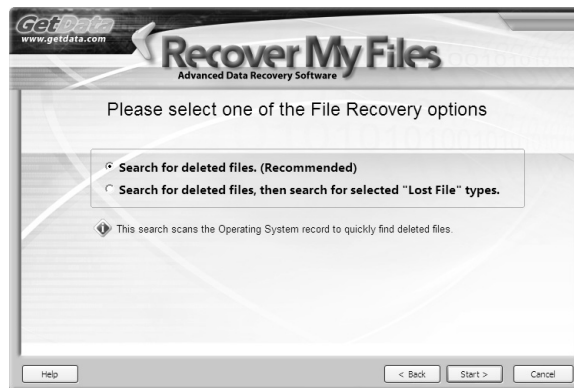 GetData
www.getdata.com
Recover My Files
Advanced Data Recovery Software
Please select one of the File Recovery options
Search for deleted files. (Recommended)
Search for deleted files, then search for selected "Lost File" types.
This search scans the Operating System record to quickly find deleted files.
Help
< Back
Start >
Cancel